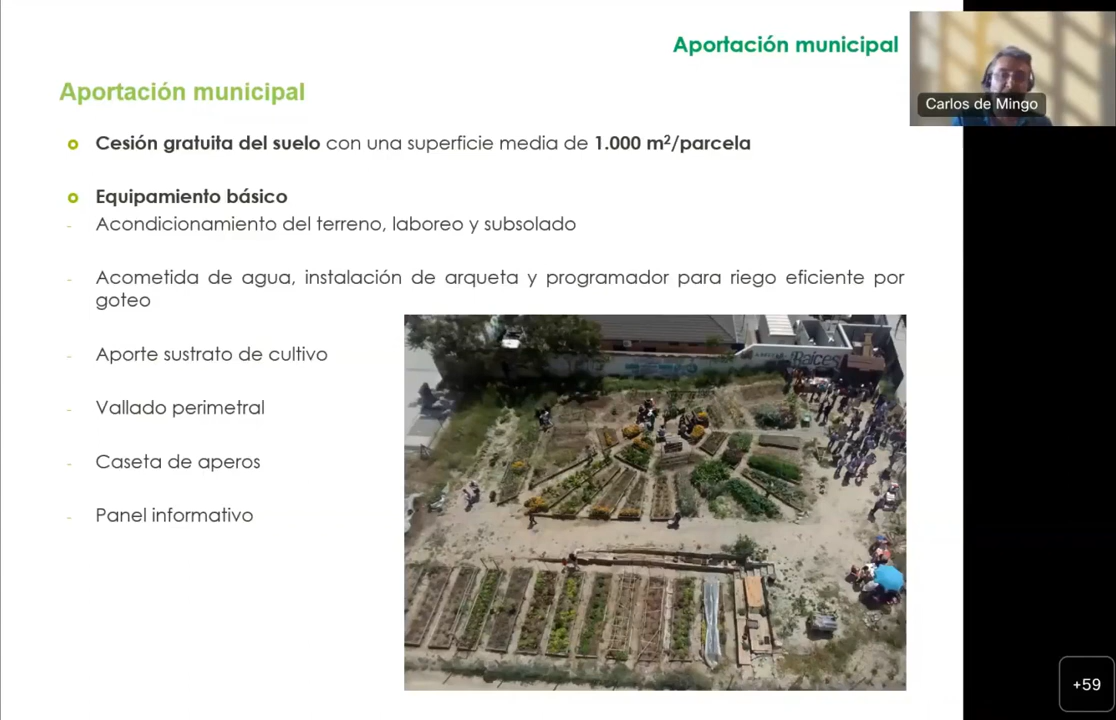 Aportación municipal
Carlos de Mingo
Aportación municipal
Cesión gratuita del suelo con una superficie media de 1.000 m²/parcela
Equipamiento básico
- Acondicionamiento del terreno, laboreo y subsolado
- Acometida de agua, instalación de arqueta y programador para riego eficiente por
goteo
- Aporte sustrato de cultivo
- Vallado perimetral
- Caseta de aperos
- Panel informativo
Raíces
+59